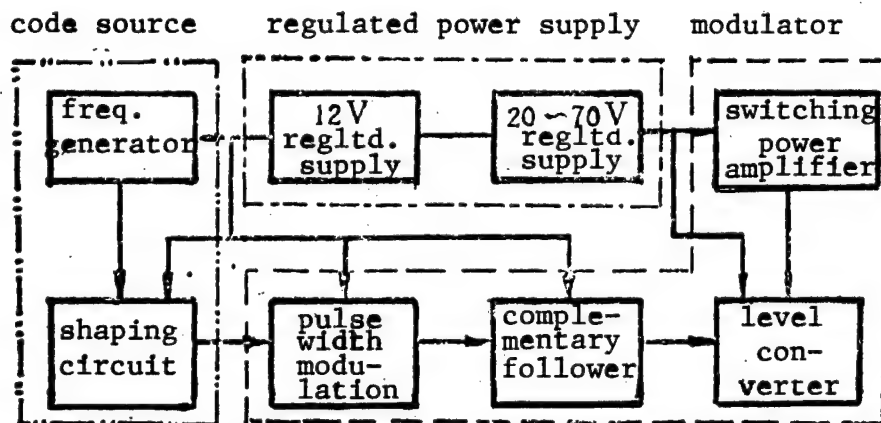 code source
regulated power supply
modulator
freq.
generator
12V
regltd.
supply
20~70V
regltd.
supply
switching
power
amplifier
shaping
circuit
pulse
width
modu-
lation
comple-
mentary
follower
level
con-
verter